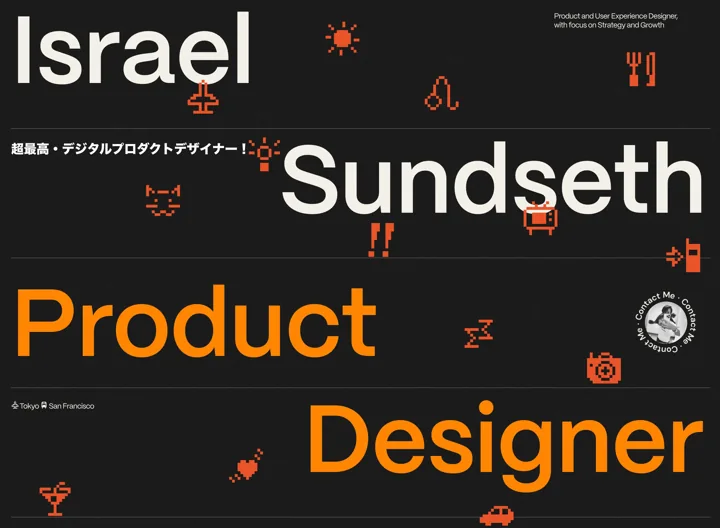 Israel
Product and User Experience Designer,
with focus on Strategy and Growth
超最高・デジタルプロダクトデザイナー！
Sundseth
Product
Contact Me · Contact Me · Contact Me ·
Tokyo San Francisco
Designer